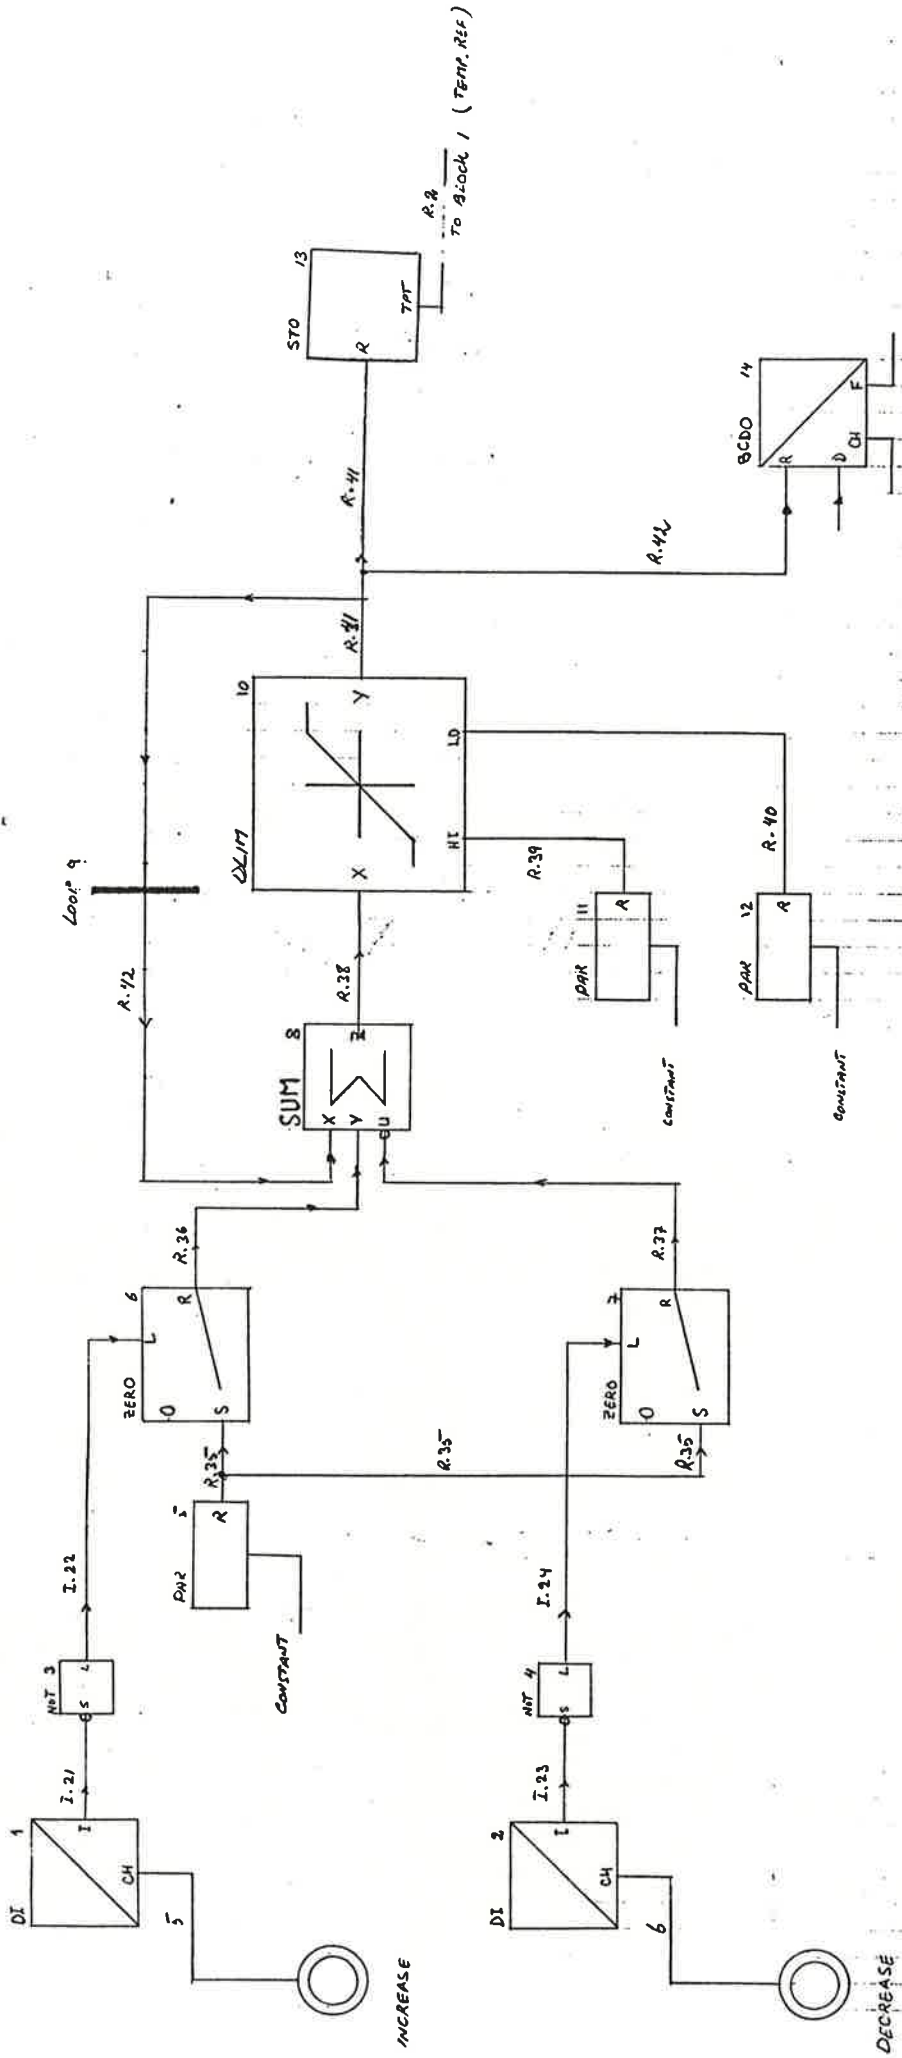 INCREASE
5
DI 1
I
CH
I.21
NOT 3
S L
I.22
PAR 5
R
CONSTANT
R.35
ZERO 6
O L R
S
R.36
DECREASE
6
DI 2
I
CH
I.23
NOT 4
S L
I.24
R.35
R.35
ZERO 7
O L R
S
R.37
R.42
LOOP 9
SUM 8
X
Y
U
Z
R.38
DLIM 10
X Y
HI LO
R.39
R.40
PAR 11
R
CONSTANT
PAR 12
R
CONSTANT
R.41
R.41
R.42
STO 13
R
TPT
R.2
TO BLOCK 1 (TEMP. REF)
BCDO 14
R
D
CH F